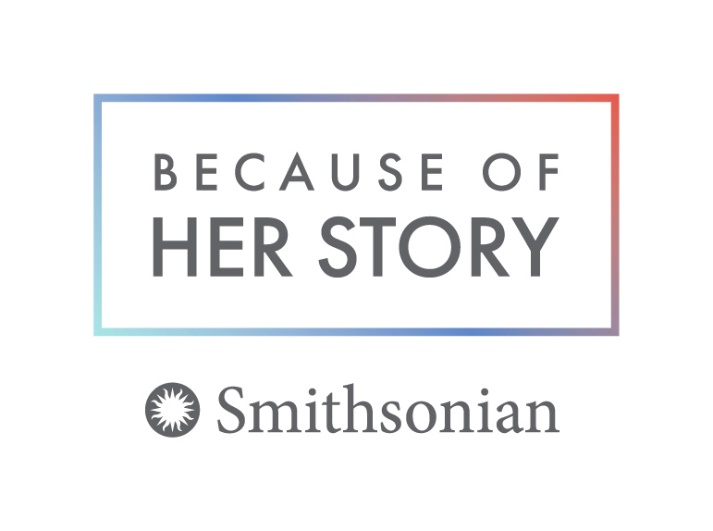 BECAUSE OF
HER STORY
Smithsonian